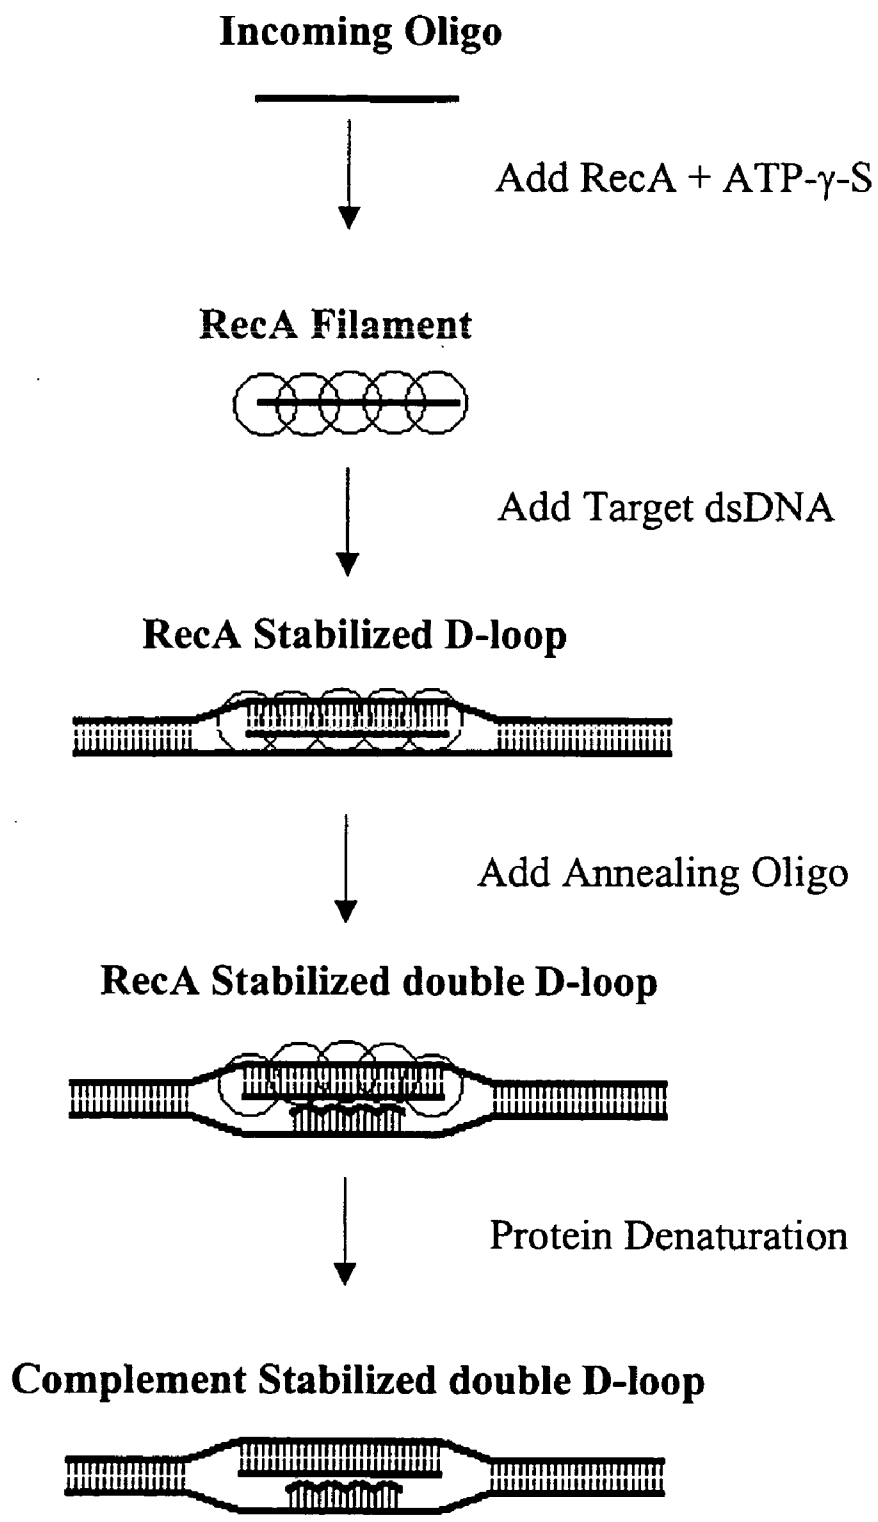 Incoming Oligo
Add RecA + ATP-γ-S
RecA Filament
Add Target dsDNA
RecA Stabilized D-loop
Add Annealing Oligo
RecA Stabilized double D-loop
Protein Denaturation
Complement Stabilized double D-loop